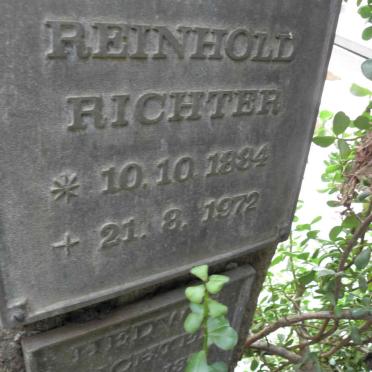 REINHOLD
RICHTER
* 10. 10. 1884
+ 21. 8. 1972